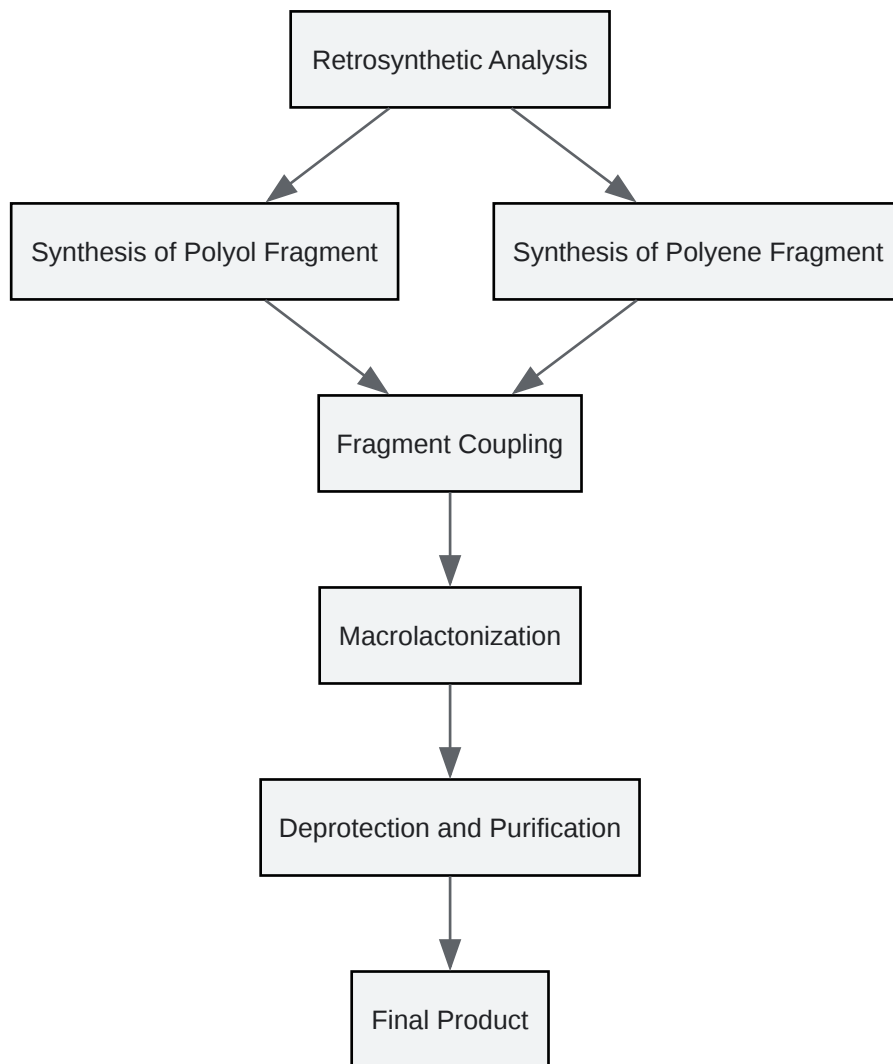 Retrosynthetic Analysis
Synthesis of Polyol Fragment
Synthesis of Polyene Fragment
Fragment Coupling
Macrolactonization
Deprotection and Purification
Final Product